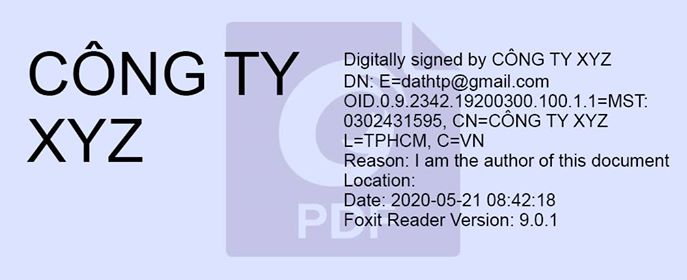 CÔNG TY
XYZ
Digitally signed by CÔNG TY XYZ
DN: E=dathtp@gmail.com
OID.0.9.2342.19200300.100.1.1=MST:
0302431595, CN=CÔNG TY XYZ
L=TPHCM, C=VN
Reason: I am the author of this document
Location:
Date: 2020-05-21 08:42:18
Foxit Reader Version: 9.0.1
PDF